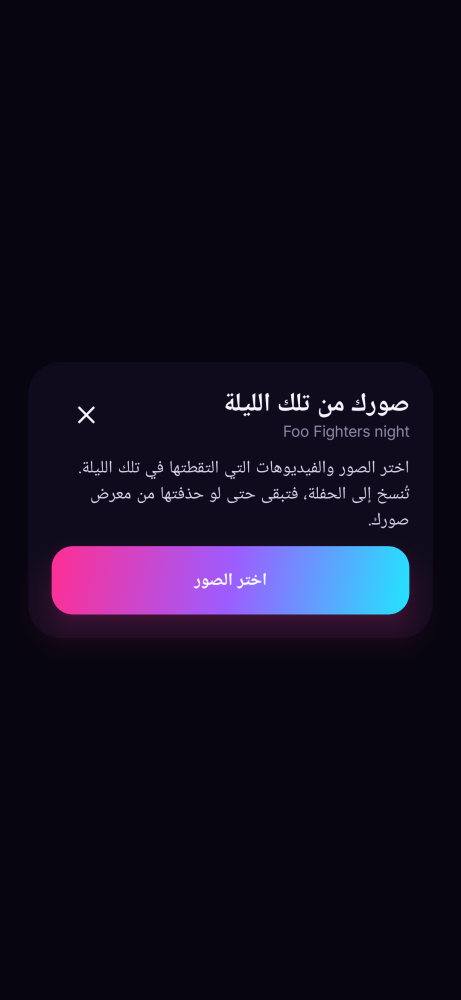 صورك من تلك الليلة
Foo Fighters night
اختر الصور والفيديوهات التي التقطتها في تلك الليلة.
تُنسخ إلى الحفلة، فتبقى حتى لو حذفتها من معرض
صورك.
اختر الصور